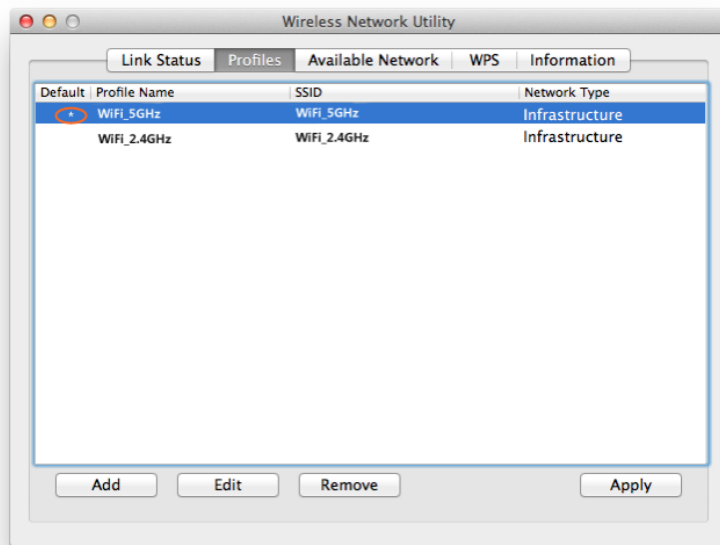 Wireless Network Utility
Link Status Profiles Available Network WPS Information
Default Profile Name SSID Network Type
* WiFi_5GHz WiFi_5GHz Infrastructure
WiFi_2.4GHz WiFi_2.4GHz Infrastructure
Add Edit Remove Apply